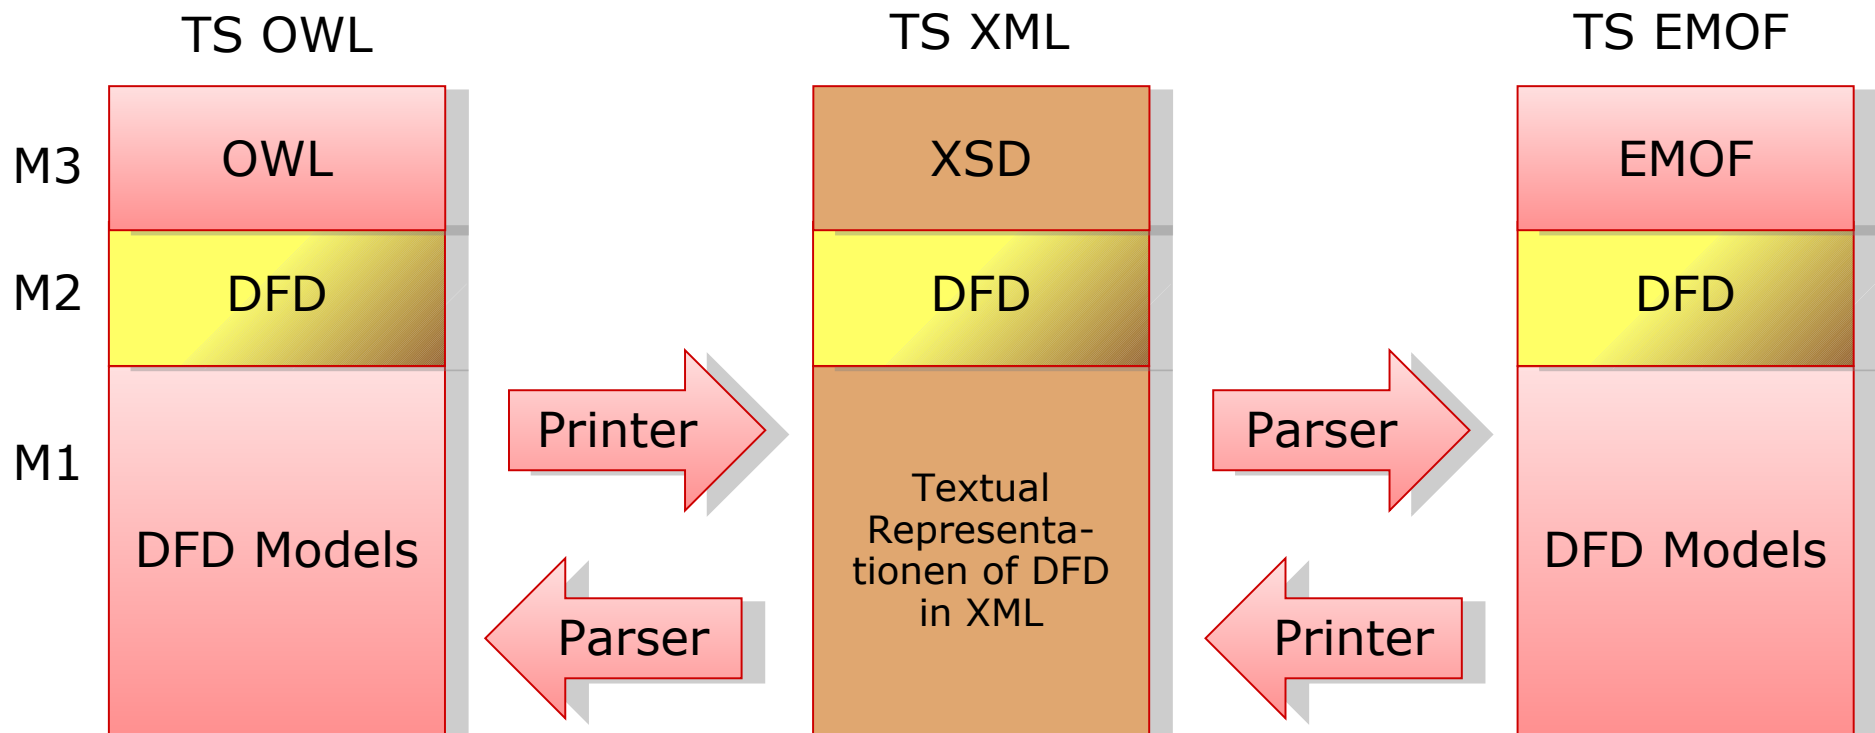 TS OWL
TS XML
TS EMOF
M3
OWL
XSD
EMOF
M2
DFD
DFD
DFD
M1
Printer
Parser
DFD Models
Textual
Representa-
tionen of DFD
in XML
DFD Models
Parser
Printer